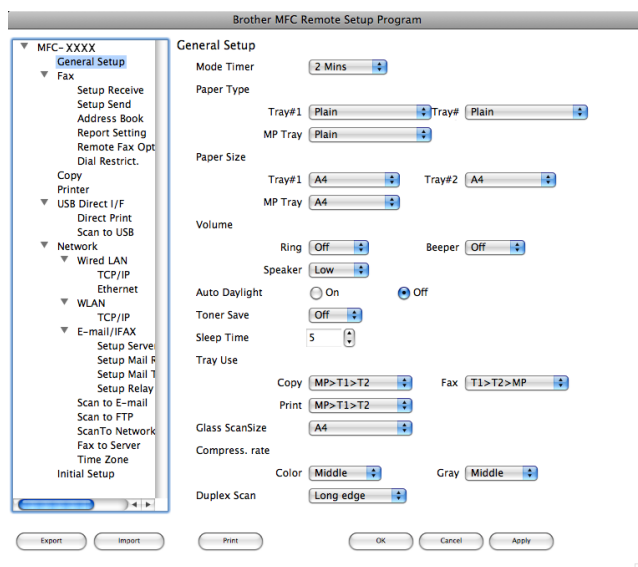 Brother MFC Remote Setup Program
MFC-XXXX
General Setup
Fax
Setup Receive
Setup Send
Address Book
Report Setting
Remote Fax Opt
Dial Restrict.
Copy
Printer
USB Direct I/F
Direct Print
Scan to USB
Network
Wired LAN
TCP/IP
Ethernet
WLAN
TCP/IP
E-mail/IFAX
Setup Server
Setup Mail R
Setup Mail T
Setup Relay
Scan to E-mail
Scan to FTP
ScanTo Network
Fax to Server
Time Zone
Initial Setup
General Setup
Mode Timer 2 Mins
Paper Type
Tray#1 Plain Tray# Plain
MP Tray Plain
Paper Size
Tray#1 A4 Tray#2 A4
MP Tray A4
Volume
Ring Off Beeper Off
Speaker Low
Auto Daylight On Off
Toner Save Off
Sleep Time 5
Tray Use
Copy MP>T1>T2 Fax T1>T2>MP
Print MP>T1>T2
Glass ScanSize A4
Compress. rate
Color Middle Gray Middle
Duplex Scan Long edge
Export Import Print OK Cancel Apply